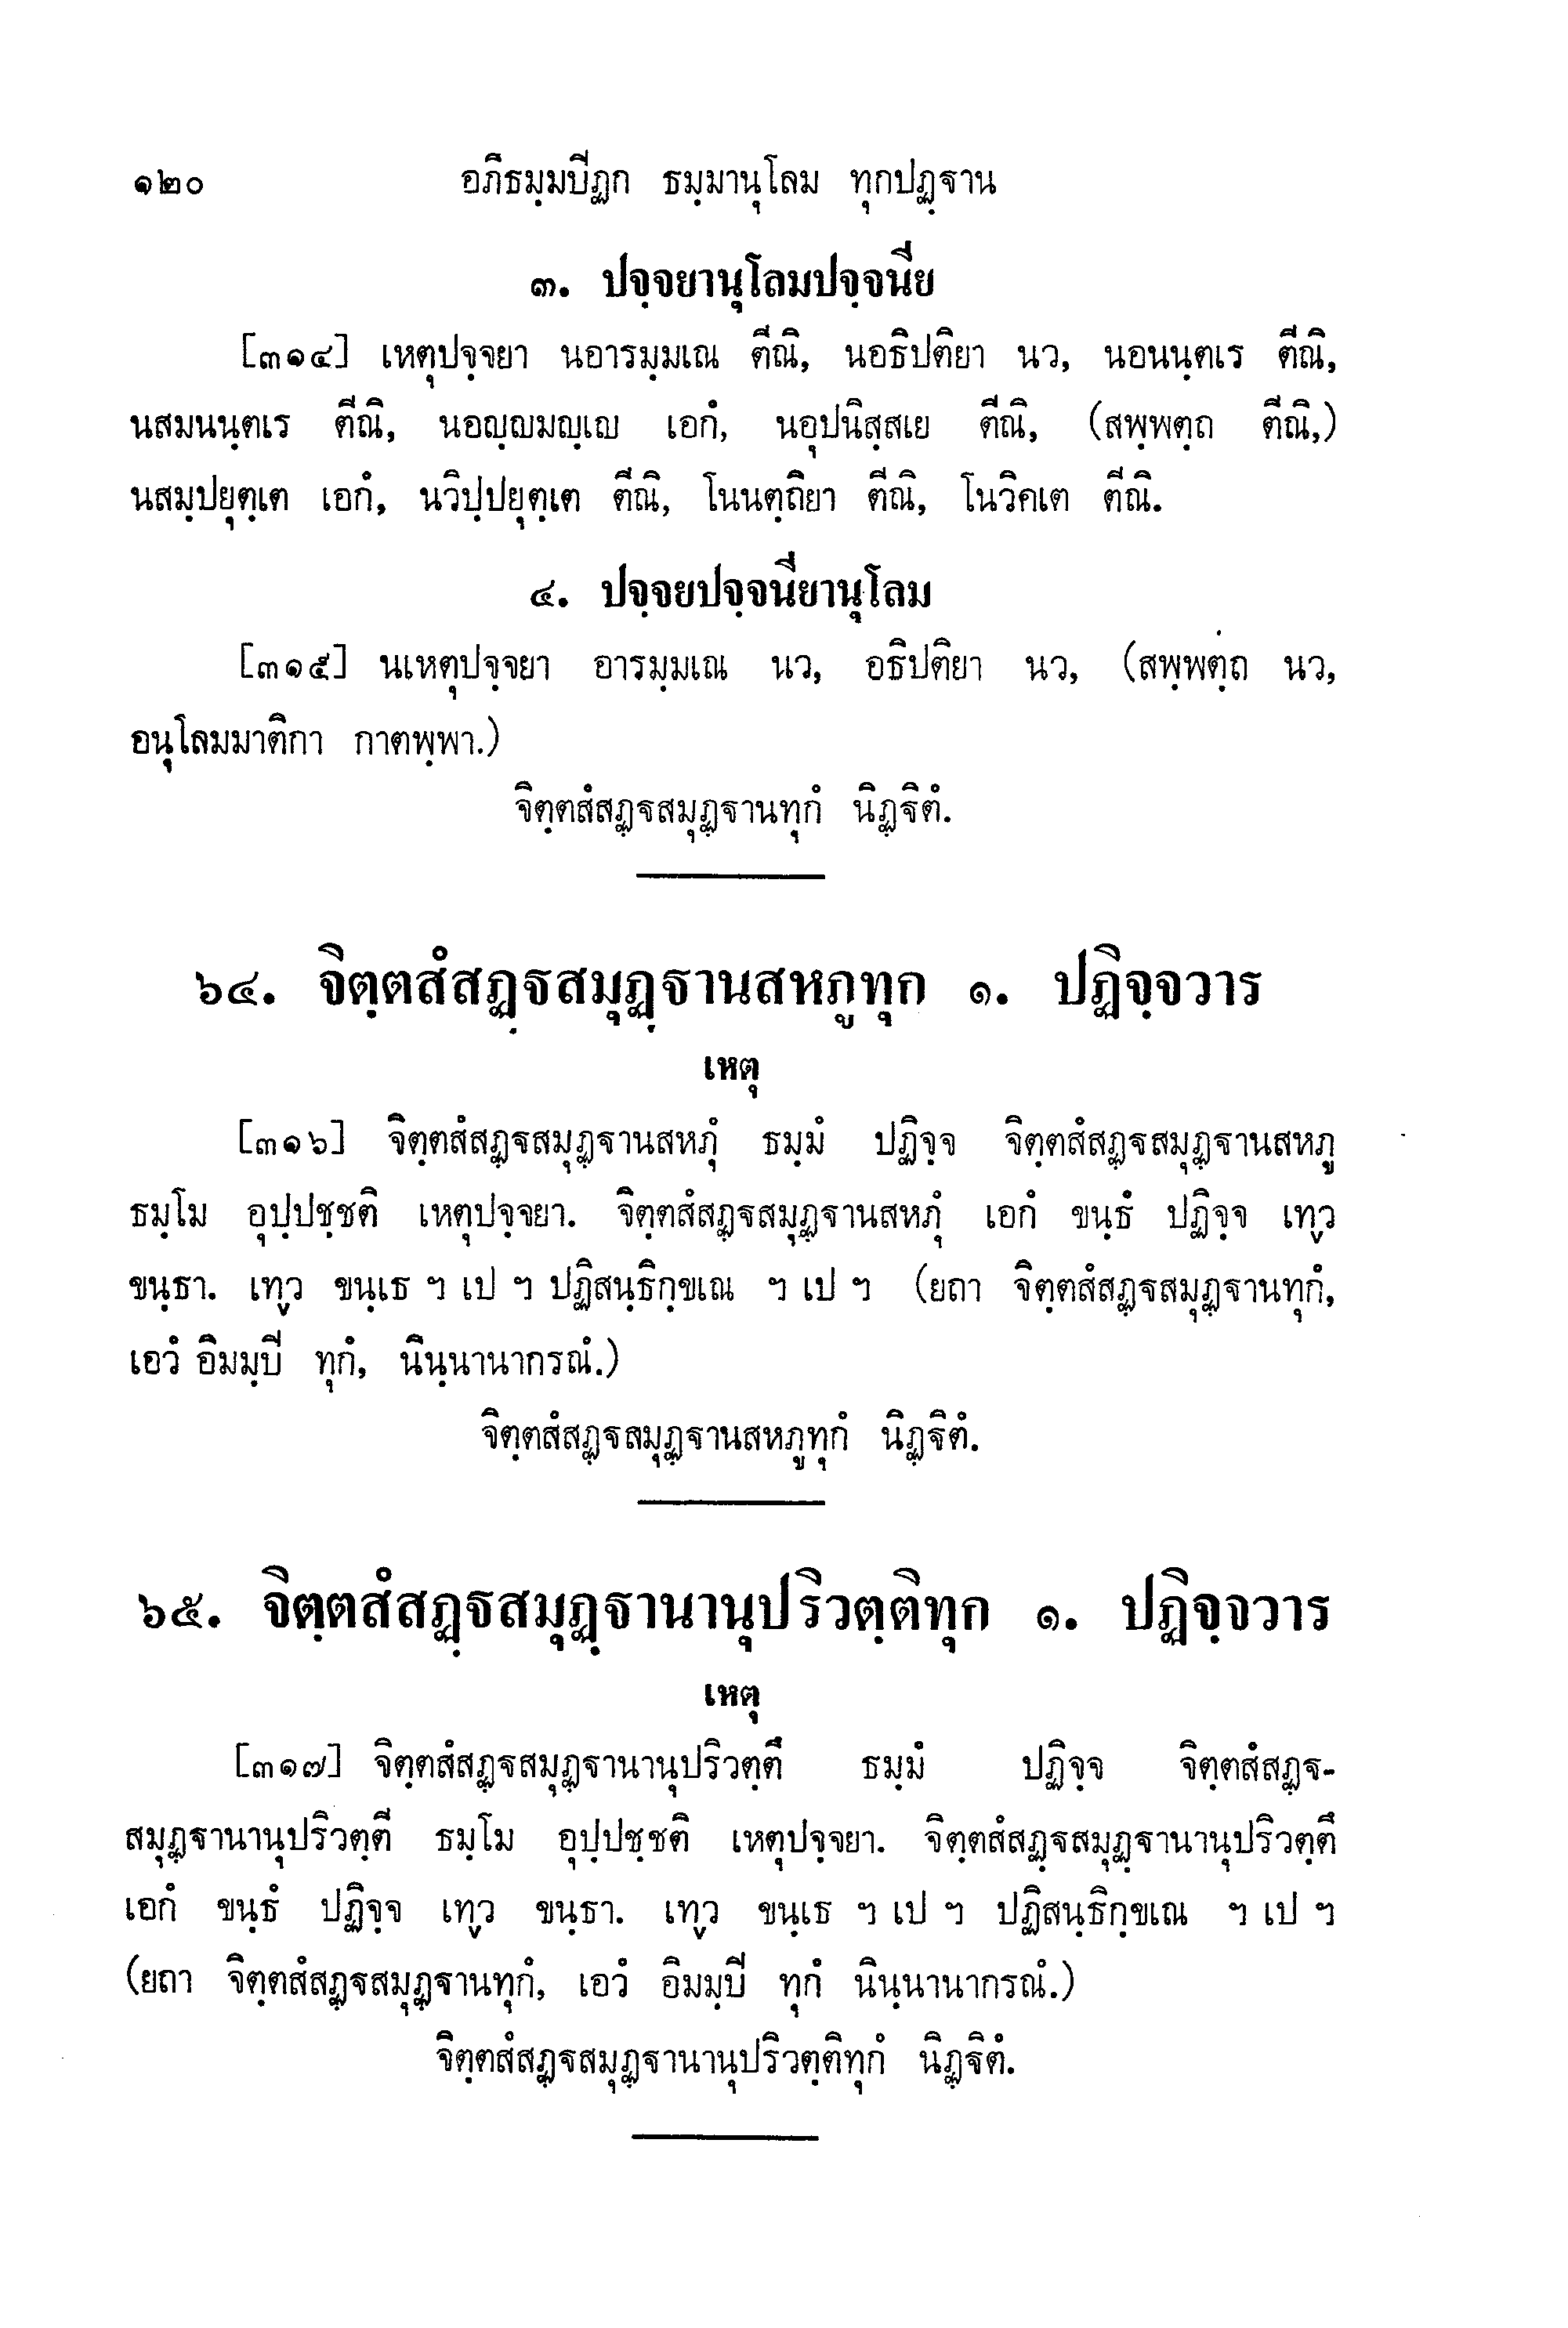 ๑๒๐ อภิธมฺมปิฏก ธมฺมานุโลม ทุกปฏฺฐาน
๓. ปจฺจยานุโลมปจฺจนีย
[๓๑๔] เหตุปจฺจยา นอารมฺมเณ ตีณิ, นอธิปติยา นว, นอนนฺตเร ตีณิ,
นสมนนฺตเร ตีณิ, นอญฺญมญฺเญ เอกํ, นอุปนิสฺสเย ตีณิ, (สพฺพตฺถ ตีณิ,)
นสมฺปยุตฺเต เอกํ, นวิปฺปยุตฺเต ตีณิ, โนนตฺถิยา ตีณิ, โนวิคเต ตีณิ.
๔. ปจฺจยปจฺจนียานุโลม
[๓๑๕] นเหตุปจฺจยา อารมฺมเณ นว, อธิปติยา นว, (สพฺพตฺถ นว,
อนุโลมมาติกา กาตพฺพา.)
จิตฺตสํสฏฺฐสมุฏฺฐานทุกํ นิฏฺฐิตํ.
๖๔. จิตฺตสํสฏฺฐสมุฏฺฐานสหภูทุก ๑. ปฏิจฺจวาร
เหตุ
[๓๑๖] จิตฺตสํสฏฺฐสมุฏฺฐานสหภุํ ธมฺมํ ปฏิจฺจ จิตฺตสํสฏฺฐสมุฏฺฐานสหภู
ธมฺโม อุปฺปชฺชติ เหตุปจฺจยา. จิตฺตสํสฏฺฐสมุฏฺฐานสหภุํ เอกํ ขนฺธํ ปฏิจฺจ เทฺว
ขนฺธา. เทฺว ขนฺเธ ฯ เป ฯ ปฏิสนฺธิกฺขเณ ฯ เป ฯ (ยถา จิตฺตสํสฏฺฐสมุฏฺฐานทุกํ,
เอวํ อิมมฺปิ ทุกํ, นินฺนานากรณํ.)
จิตฺตสํสฏฺฐสมุฏฺฐานสหภูทุกํ นิฏฺฐิตํ.
๖๕. จิตฺตสํสฏฺฐสมุฏฺฐานานุปริวตฺติทุก ๑. ปฏิจฺจวาร
เหตุ
[๓๑๗] จิตฺตสํสฏฺฐสมุฏฺฐานานุปริวตฺตึ ธมฺมํ ปฏิจฺจ จิตฺตสํสฏฺฐ-
สมุฏฺฐานานุปริวตฺตี ธมฺโม อุปฺปชฺชติ เหตุปจฺจยา. จิตฺตสํสฏฺฐสมุฏฺฐานานุปริวตฺตึ
เอกํ ขนฺธํ ปฏิจฺจ เทฺว ขนฺธา. เทฺว ขนฺเธ ฯ เป ฯ ปฏิสนฺธิกฺขเณ ฯ เป ฯ
(ยถา จิตฺตสํสฏฺฐสมุฏฺฐานทุกํ, เอวํ อิมมฺปิ ทุกํ นินฺนานากรณํ.)
จิตฺตสํสฏฺฐสมุฏฺฐานานุปริวตฺติทุกํ นิฏฺฐิตํ.